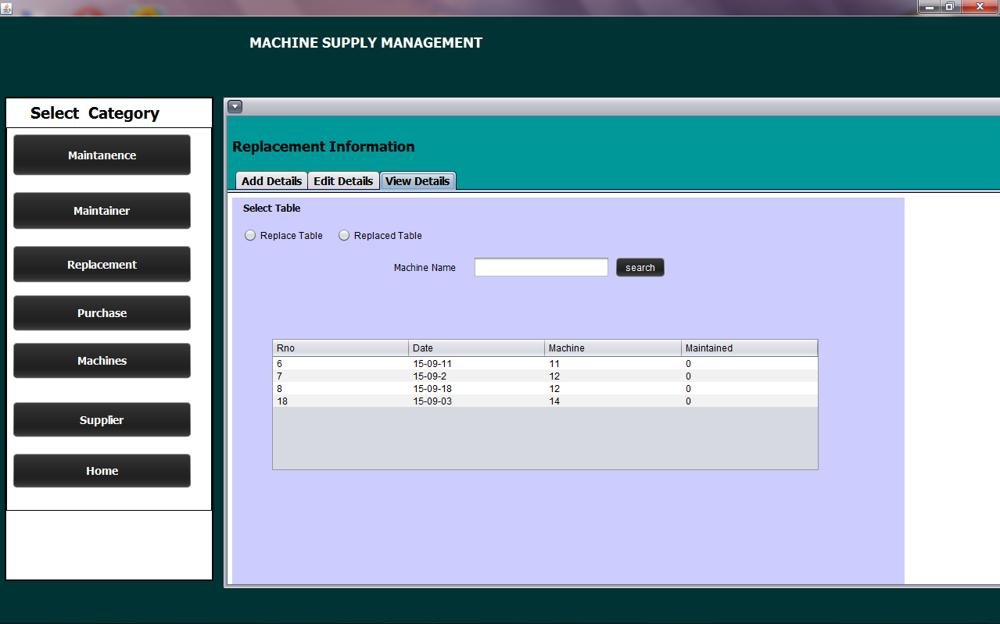 MACHINE SUPPLY MANAGEMENT
Select Category
Maintanence
Maintainer
Replacement
Purchase
Machines
Supplier
Home
Replacement Information
Add Details Edit Details View Details
Select Table
Replace Table Replaced Table
Machine Name search
Rno Date Machine Maintained
6 15-09-11 11 0
7 15-09-2 12 0
8 15-09-18 12 0
18 15-09-03 14 0